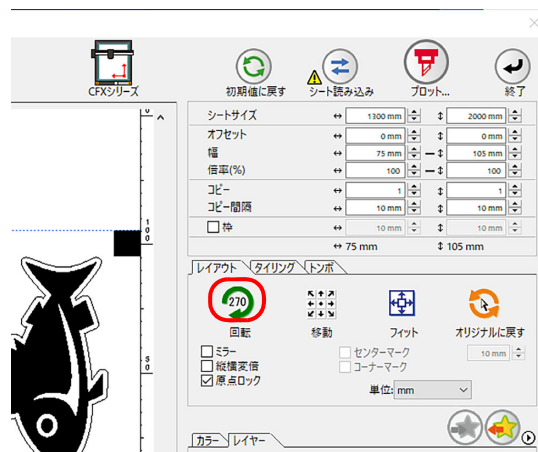 CFXシリーズ
初期値に戻す
シート読み込み
プロット...
終了
シートサイズ ↔ 1300 mm ↕ 2000 mm
オフセット ↔ 0 mm ↕ 0 mm
幅 ↔ 75 mm ↕ 105 mm
倍率(%) ↔ 100 ↕ 100
コピー ↔ 1 ↕ 1
コピー間隔 ↔ 10 mm ↕ 10 mm
枠 ↔ 10 mm ↕ 10 mm
↔ 75 mm ↕ 105 mm
レイアウト タイリング トンボ
270
回転 移動 フィット オリジナルに戻す
ミラー センターマーク 10 mm
縦横変倍 コーナーマーク
原点ロック
単位: mm
カラー レイヤー
1
0
0
5
0